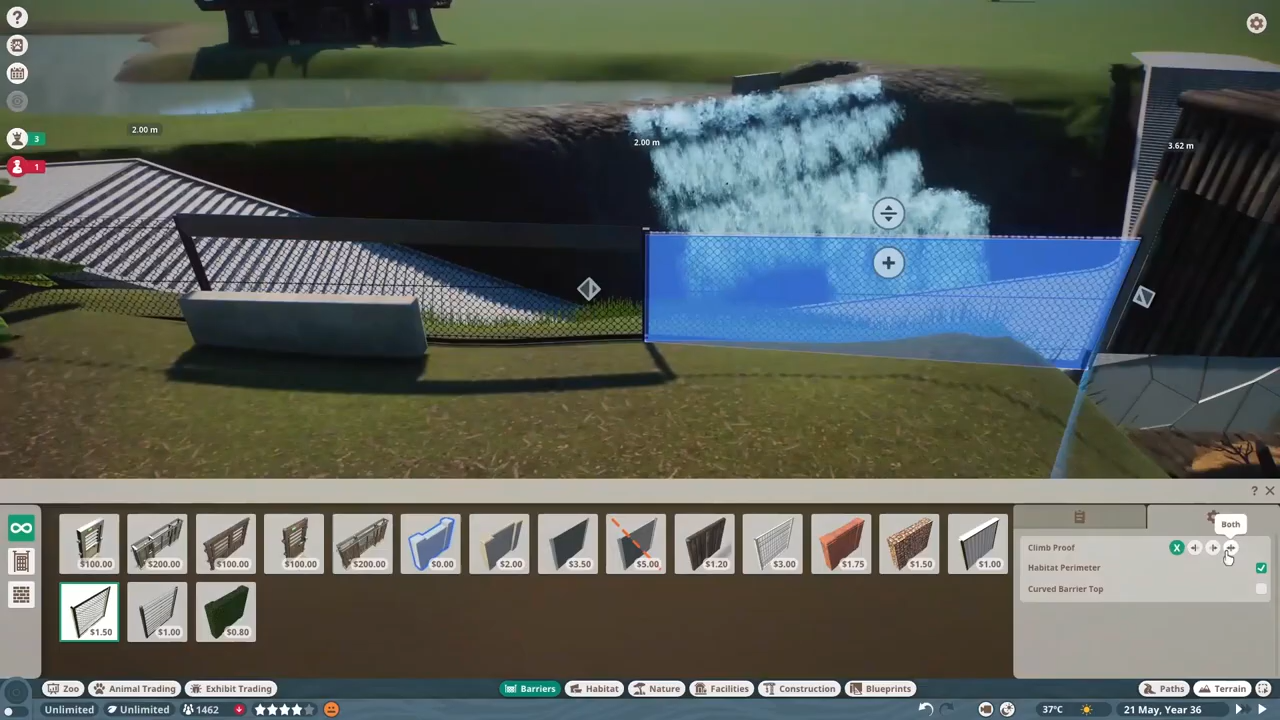 ?
3
1
2.00 m
2.00 m
3.62 m
?
$100.00
$200.00
$100.00
$100.00
$200.00
$0.00
$2.00
$3.50
$5.00
$1.20
$3.00
$1.75
$1.50
$1.00
$1.50
$1.00
$0.80
Both
Climb Proof
X
Habitat Perimeter
Curved Barrier Top
Zoo
Animal Trading
Exhibit Trading
Barriers
Habitat
Nature
Facilities
Construction
Blueprints
Paths
Terrain
Unlimited
Unlimited
1462
37°C
21 May, Year 36